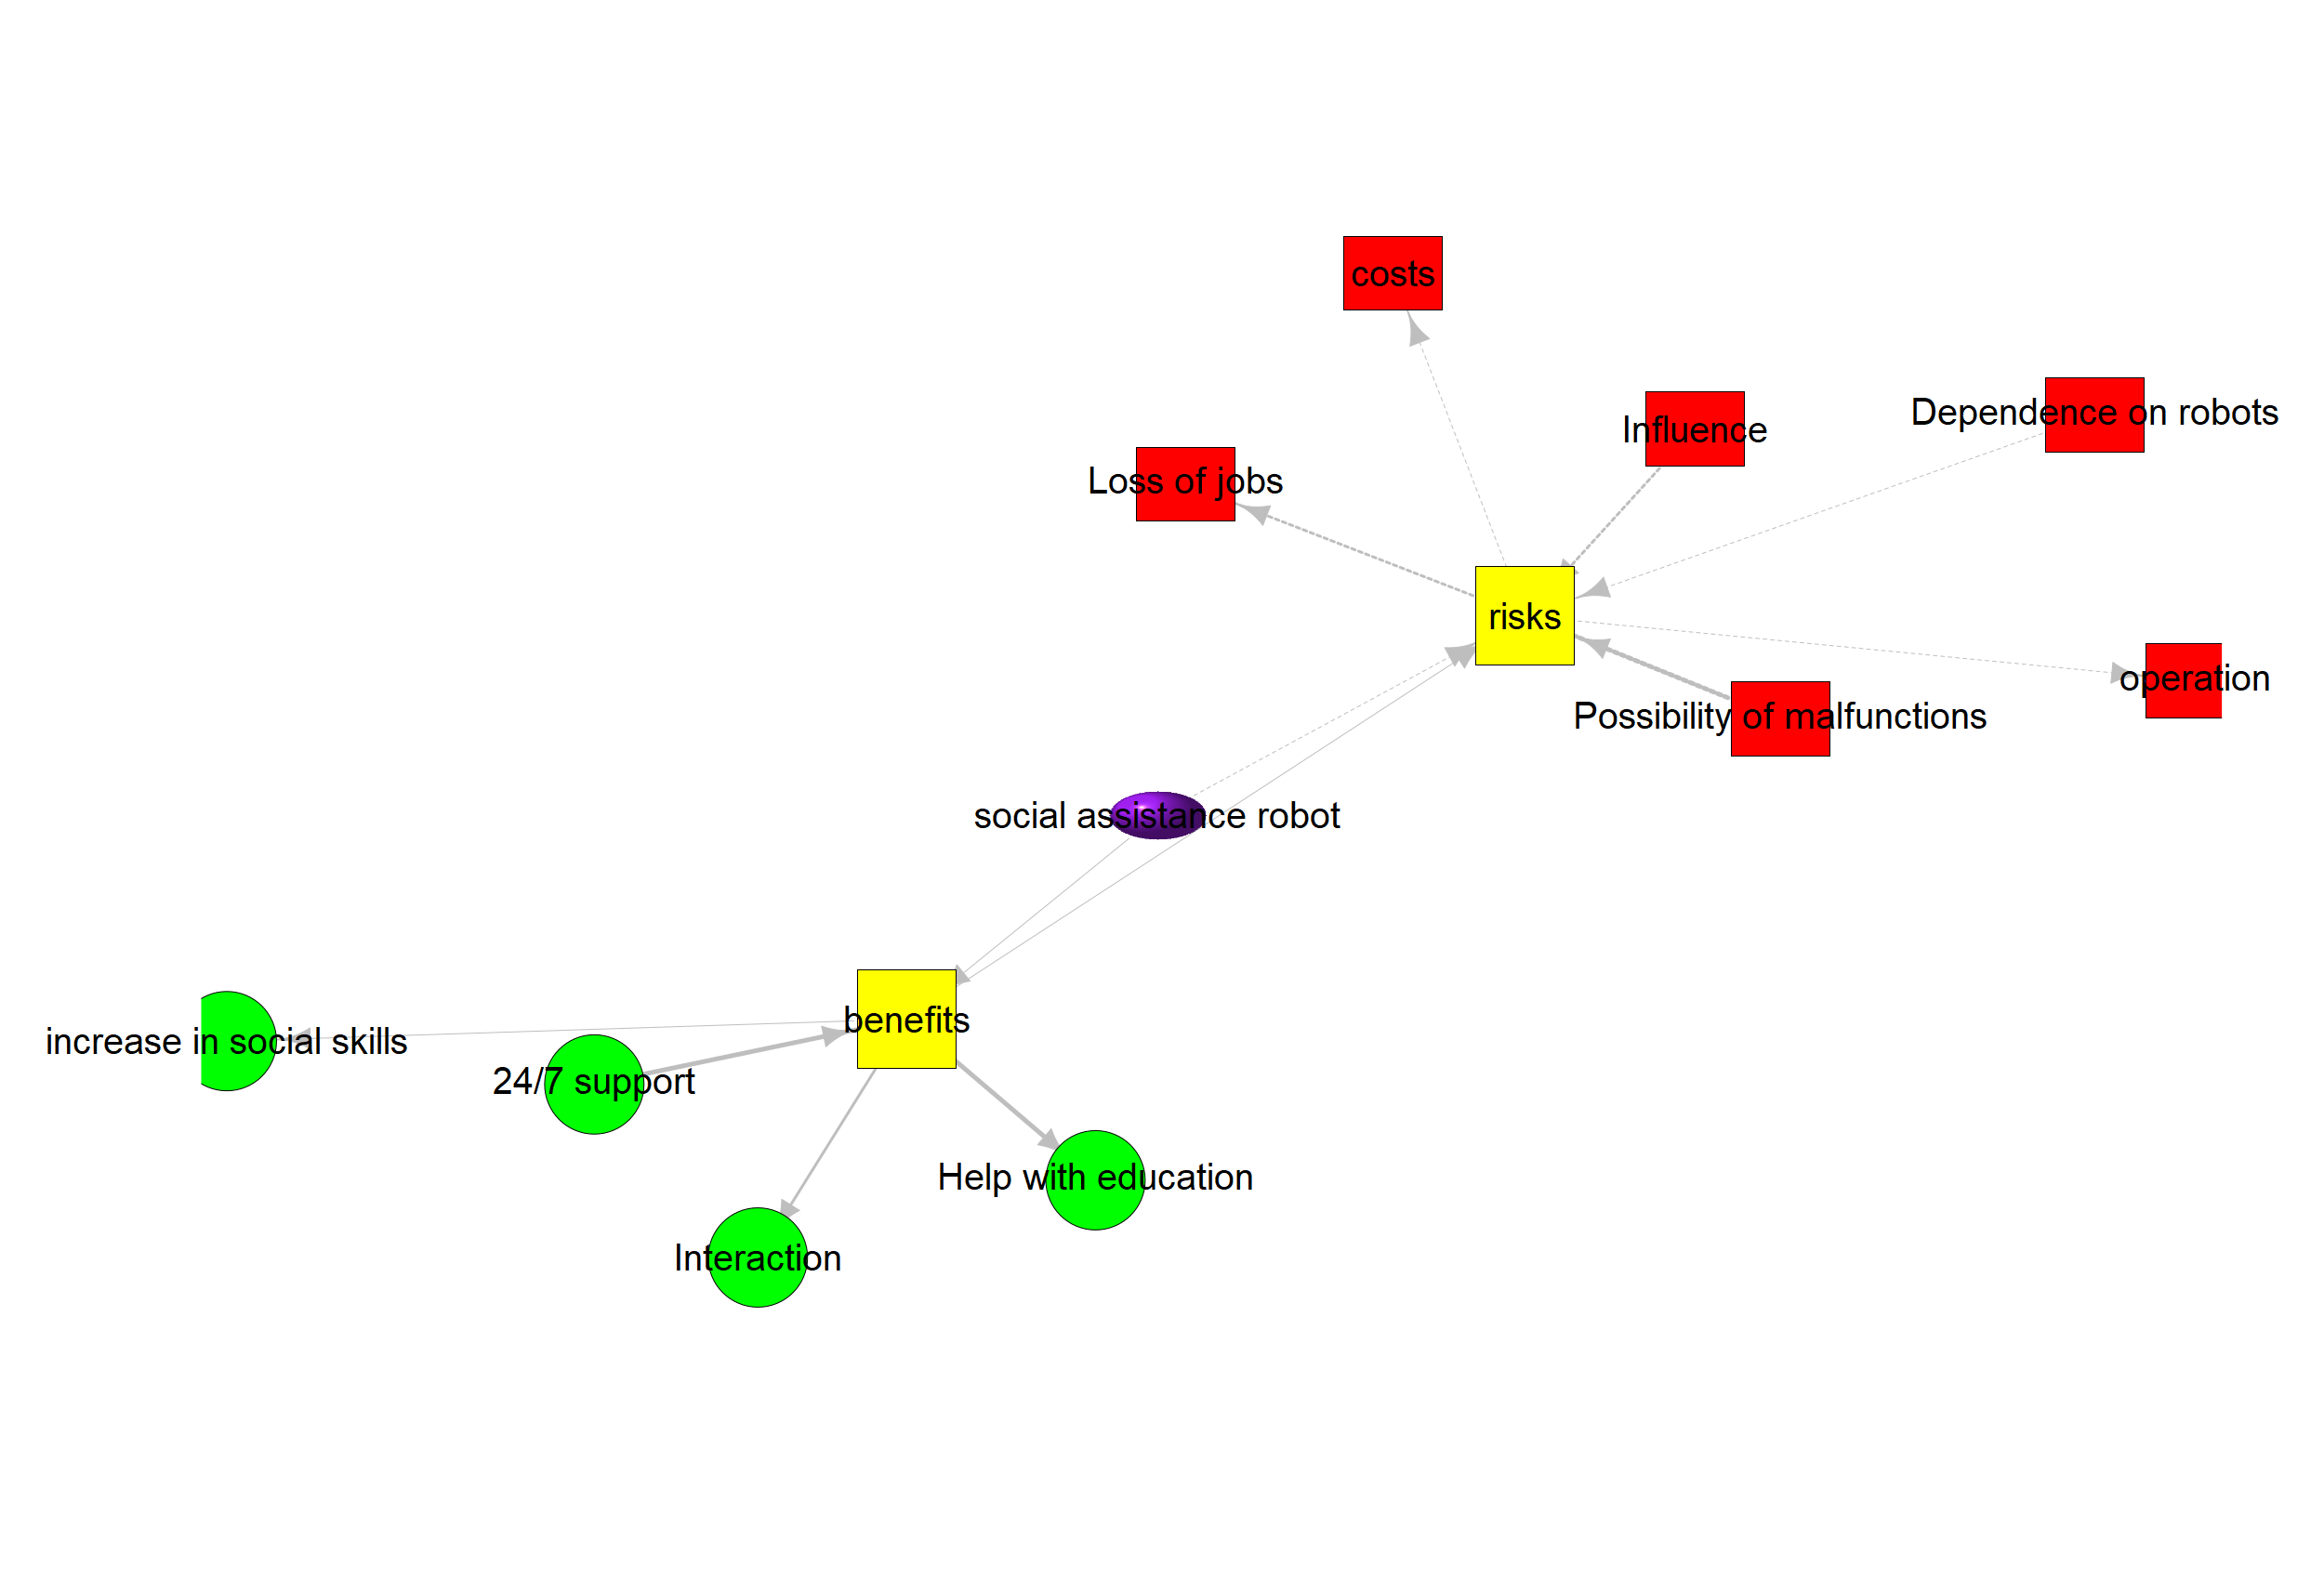 costs
Influence
Dependence on robots
Loss of jobs
risks
operation
Possibility of malfunctions
social assistance robot
benefits
increase in social skills
24/7 support
Help with education
Interaction